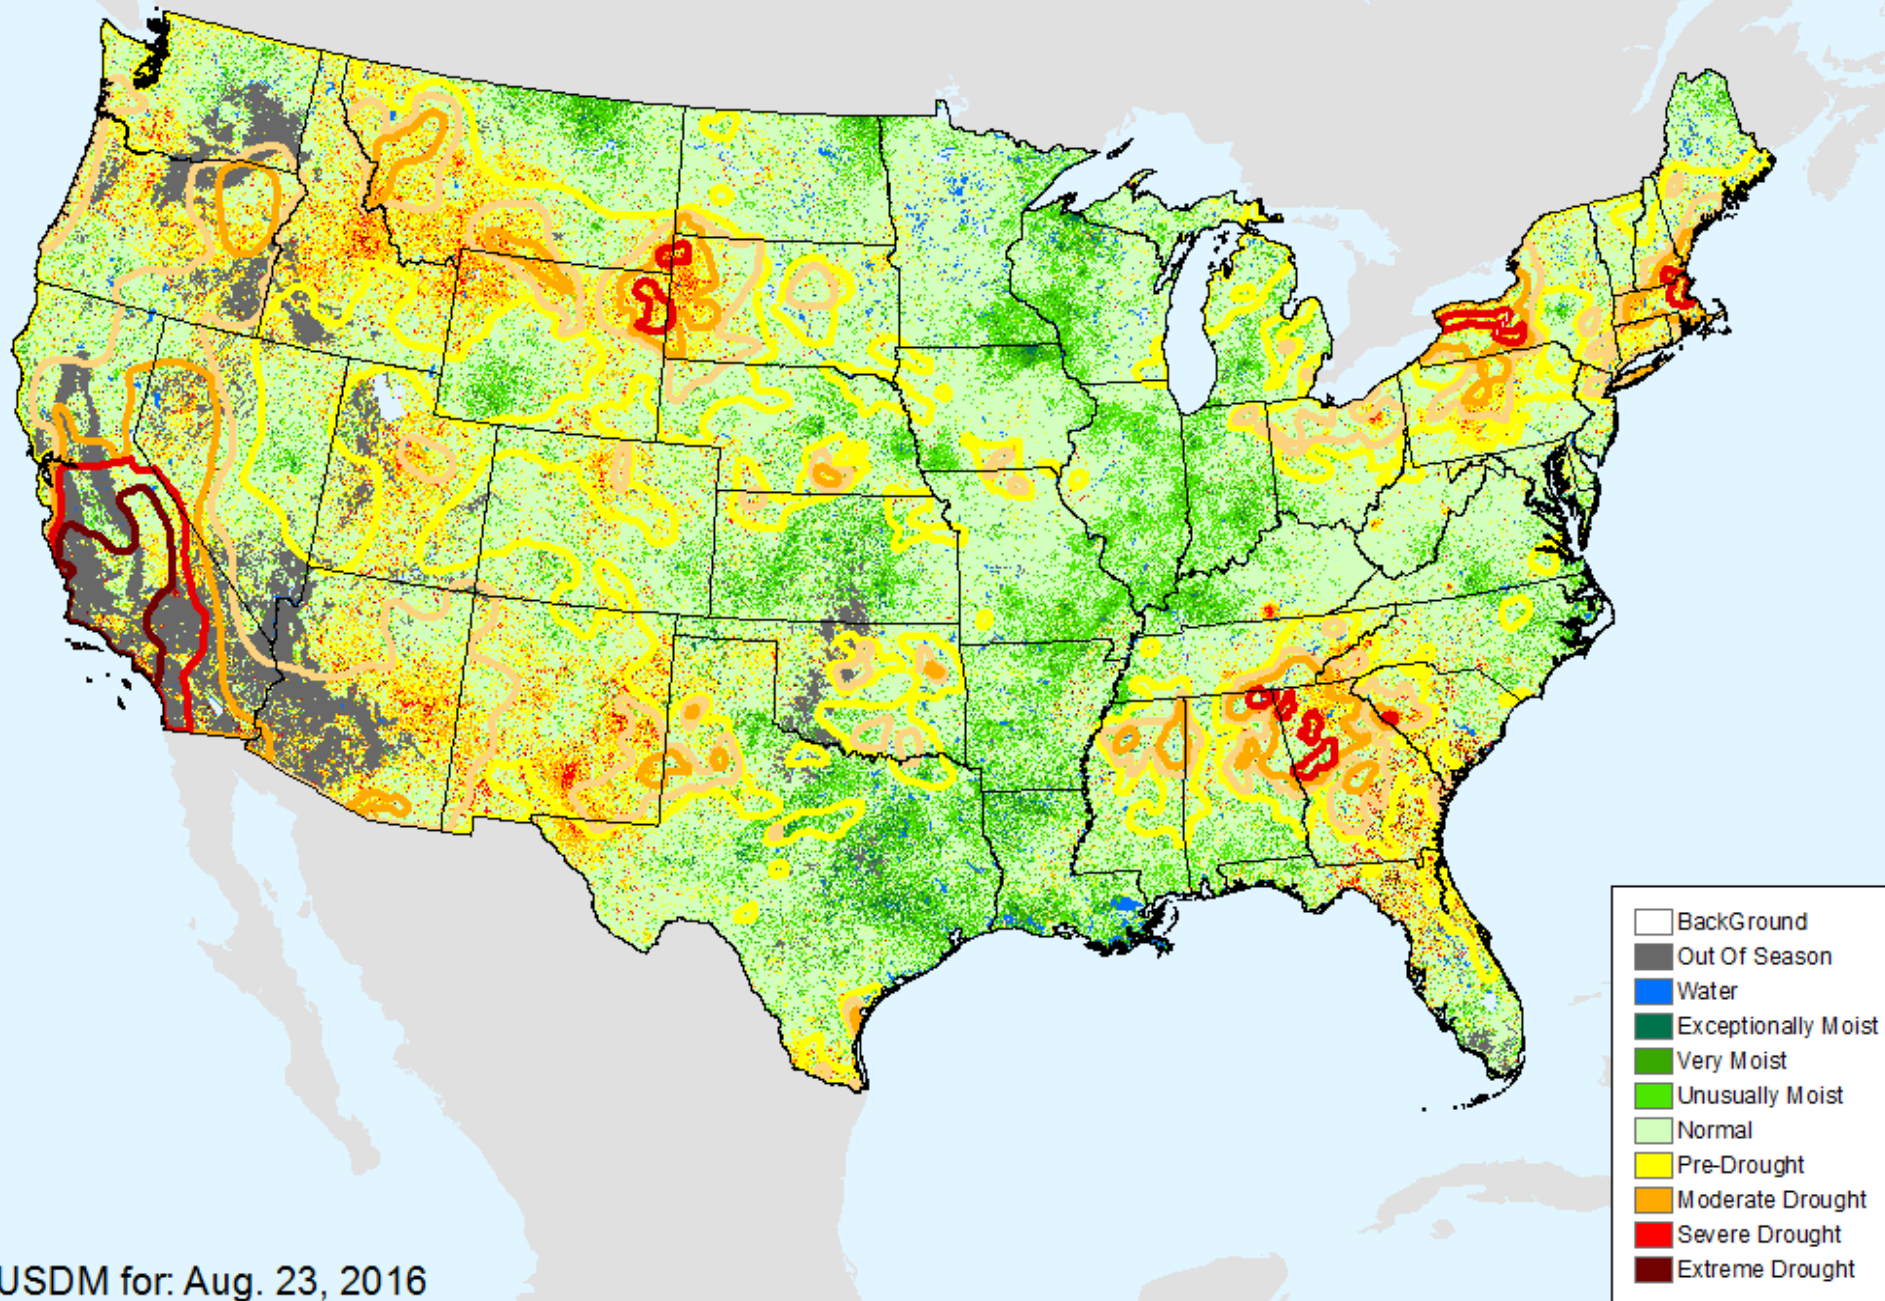 BackGround
Out Of Season
Water
Exceptionally Moist
Very Moist
Unusually Moist
Normal
Pre-Drought
Moderate Drought
Severe Drought
Extreme Drought
USDM for: Aug. 23, 2016